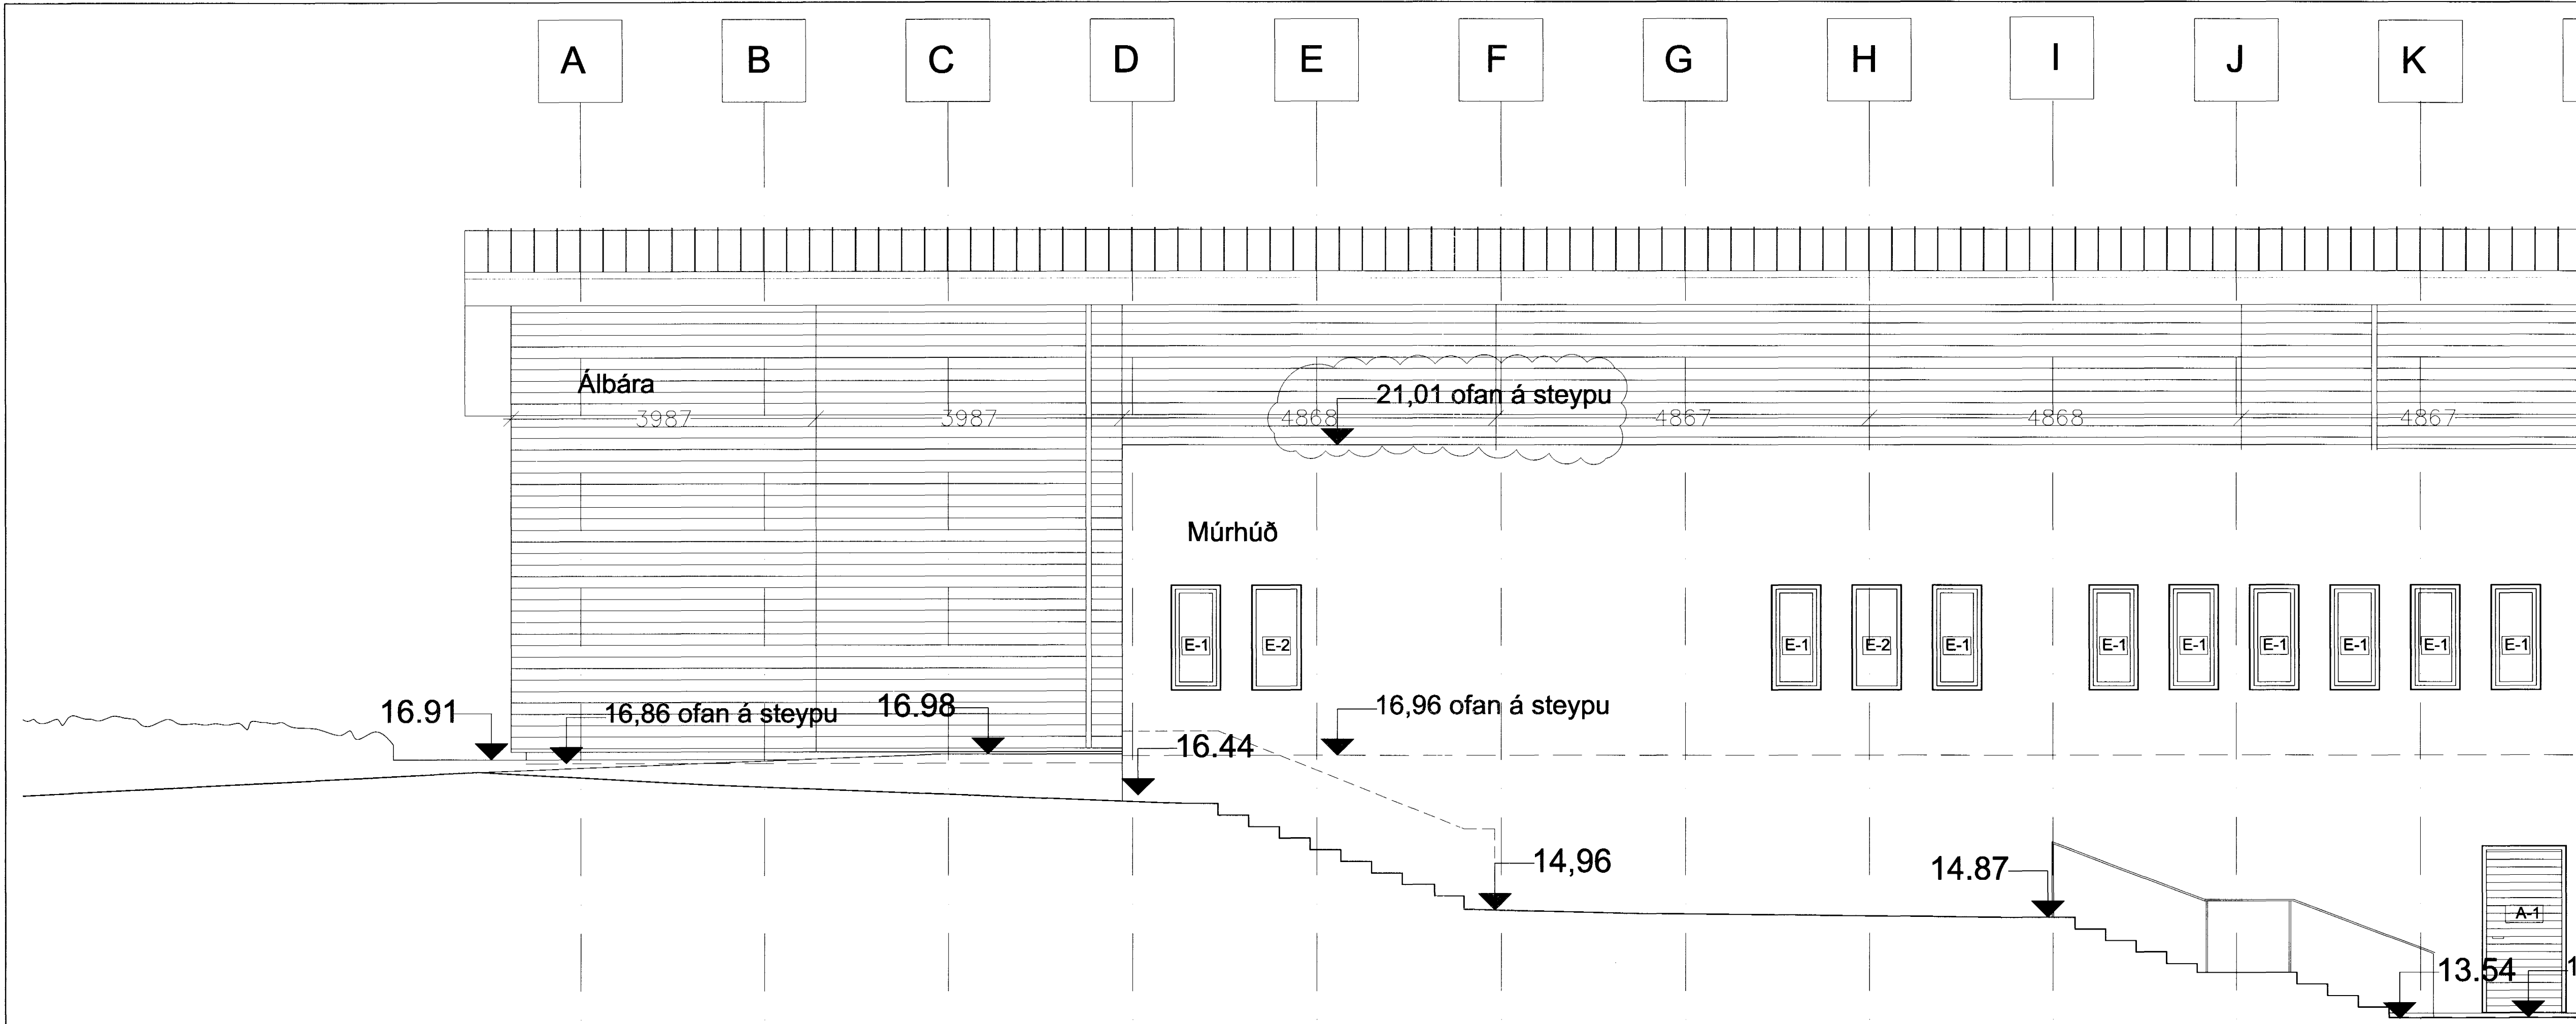 A B C D E F G H I J K
Álbára
21,01 ofan á steypu
3987 3987 4868 4867 4868 4867
Múrhúð
E-1 E-2 E-1 E-2 E-1 E-1 E-1 E-1 E-1 E-1 E-1
16.91 16,86 ofan á steypu 16.98 16,96 ofan á steypu
16.44
14,96 14.87
A-1
13.54